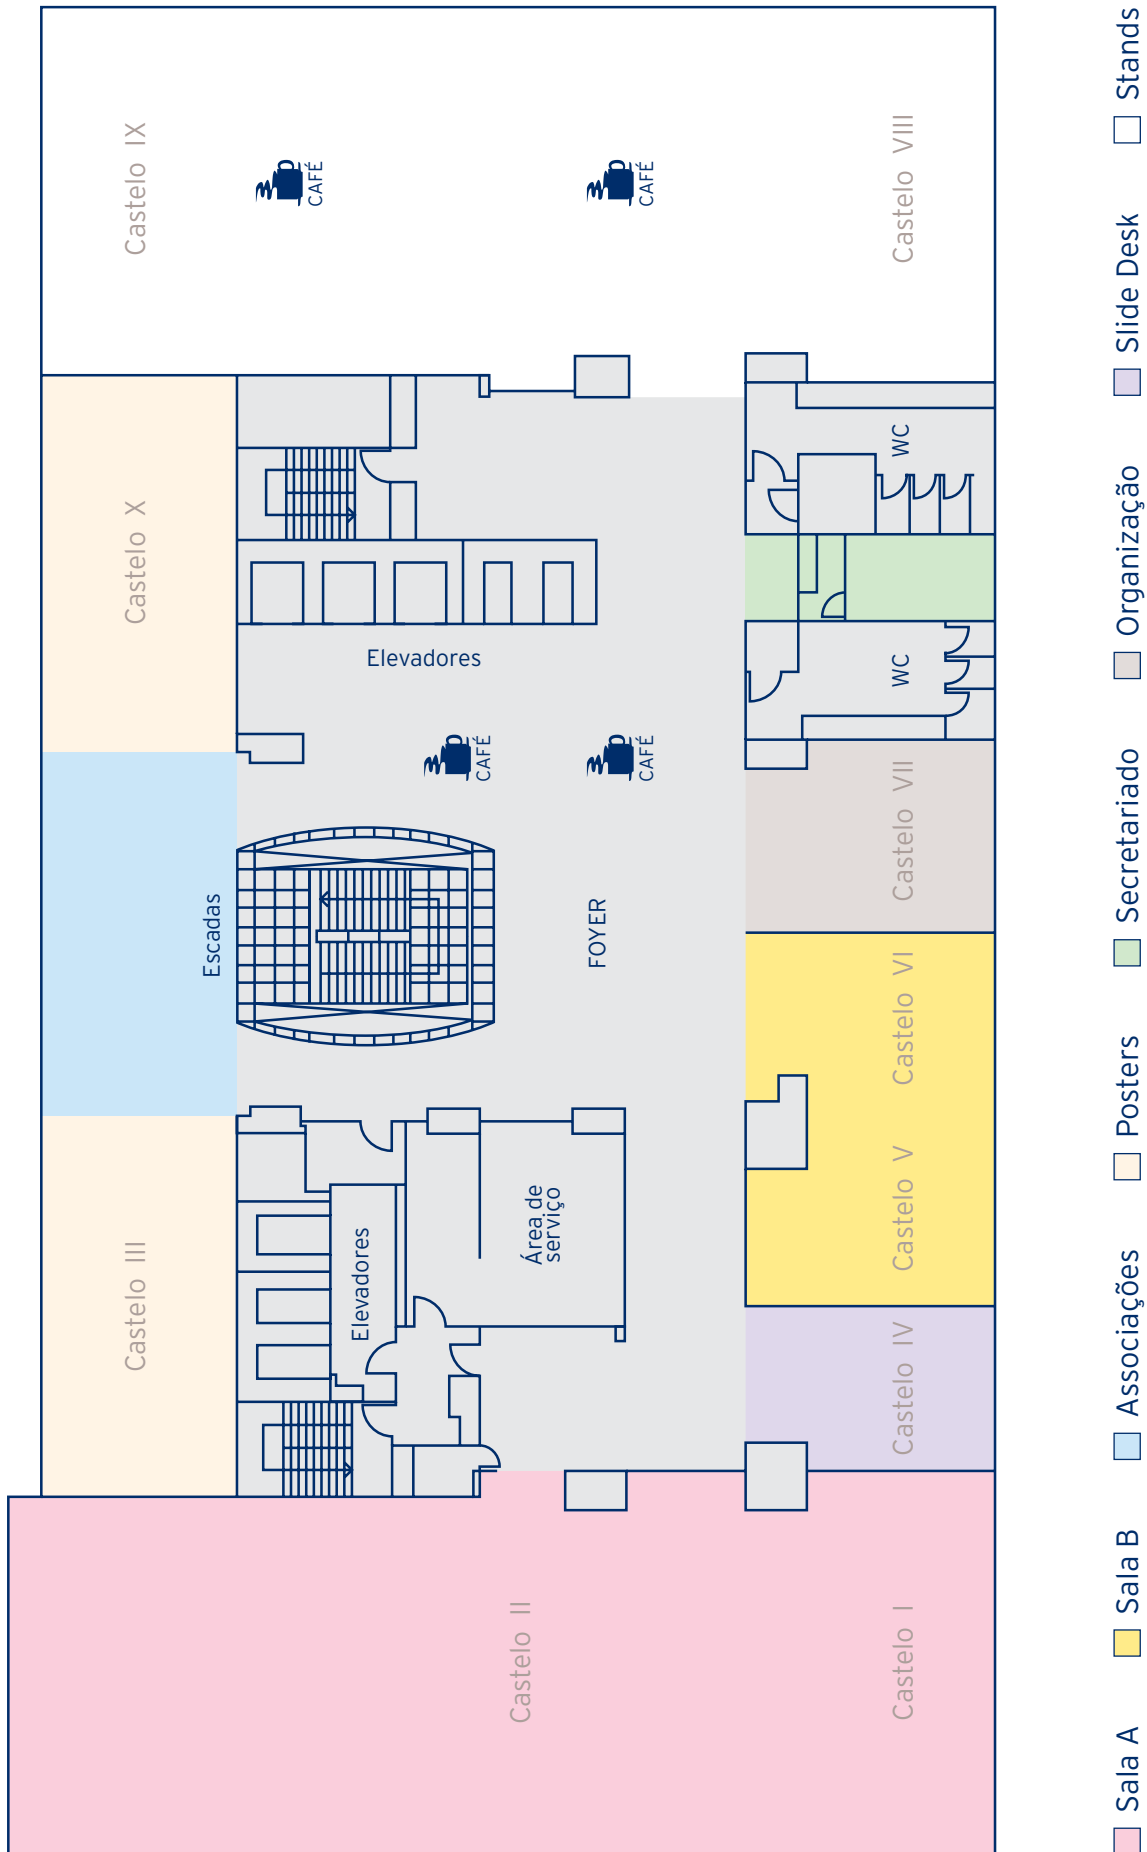 Castelo IX
Castelo X
Castelo III
Escadas
CAFÉ
CAFÉ
Elevadores
Elevadores
CAFÉ
CAFÉ
FOYER
Área de
serviço
Castelo II
Castelo VIII
WC
WC
Castelo VII
Castelo VI
Castelo V
Castelo IV
Castelo I
Sala A
Sala B
Associações
Posters
Secretariado
Organização
Slide Desk
Stands